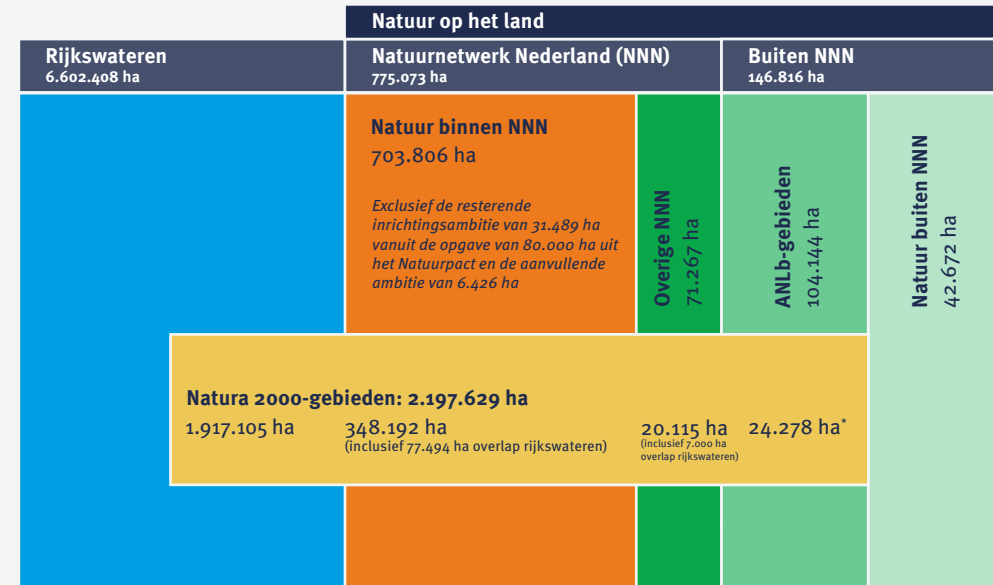 Natuur op het land
Rijkswateren
6.602.408 ha
Natuurnetwerk Nederland (NNN)
775.073 ha
Buiten NNN
146.816 ha
Natuur binnen NNN
703.806 ha
Exclusief de resterende
inrichtingsambitie van 31.489 ha
vanuit de opgave van 80.000 ha uit
het Natuurpact en de aanvullende
ambitie van 6.426 ha
Overige NNN
71.267 ha
ANLb-gebieden
104.144 ha
Natuur buiten NNN
42.672 ha
Natura 2000-gebieden: 2.197.629 ha
1.917.105 ha
348.192 ha
(inclusief 77.494 ha overlap rijkswateren)
20.115 ha
(inclusief 7.000 ha
overlap rijkswateren)
24.278 ha*